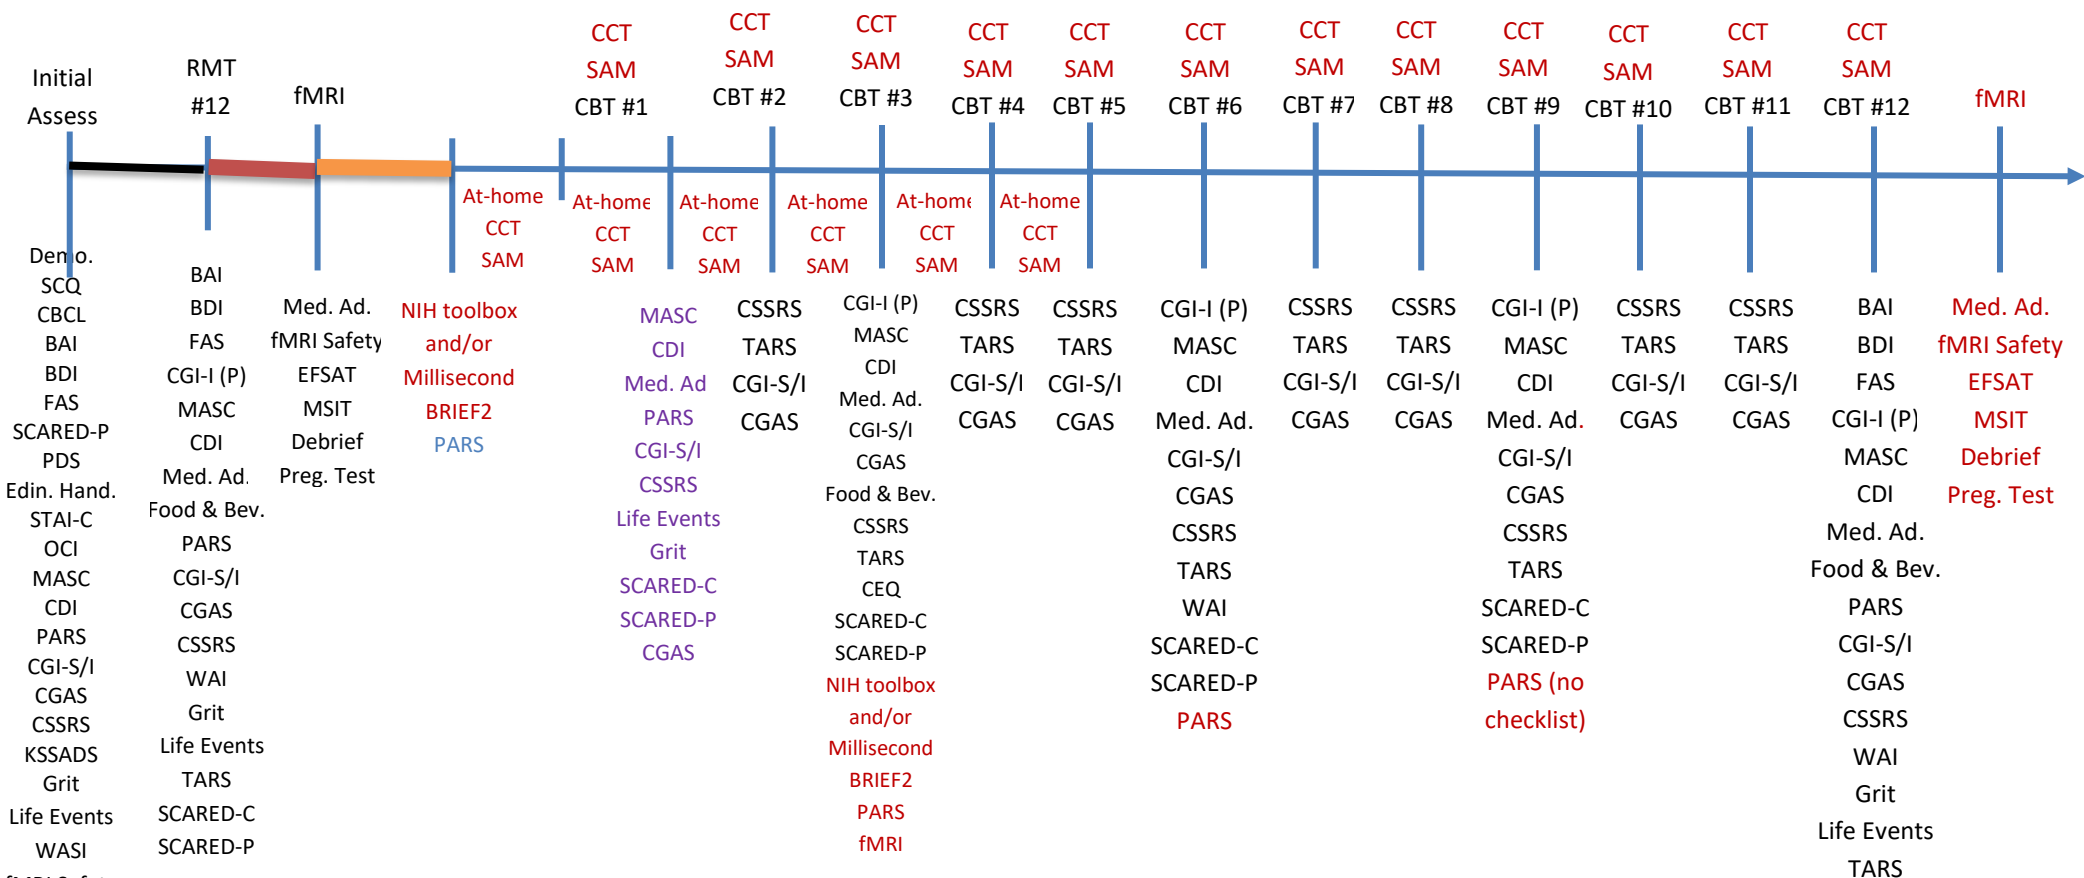 Initial
Assess
RMT
#12
fMRI
CCT
SAM
CBT #1
CCT
SAM
CBT #2
CCT
SAM
CBT #3
CCT
SAM
CBT #4
CCT
SAM
CBT #5
CCT
SAM
CBT #6
CCT
SAM
CBT #7
CCT
SAM
CBT #8
CCT
SAM
CBT #9
CCT
SAM
CBT #10
CCT
SAM
CBT #11
CCT
SAM
CBT #12
fMRI
At-home
CCT
SAM
At-home
CCT
SAM
At-home
CCT
SAM
At-home
CCT
SAM
At-home
CCT
SAM
At-home
CCT
SAM
Demo.
SCQ
CBCL
BAI
BDI
FAS
SCARED-P
PDS
Edin. Hand.
STAI-C
OCI
MASC
CDI
PARS
CGI-S/I
CGAS
CSSRS
KSSADS
Grit
Life Events
WASI
BAI
BDI
FAS
CGI-I (P)
MASC
CDI
Med. Ad.
Food & Bev.
PARS
CGI-S/I
CGAS
CSSRS
WAI
Grit
Life Events
TARS
SCARED-C
SCARED-P
Med. Ad.
fMRI Safety
EFSAT
MSIT
Debrief
Preg. Test
NIH toolbox
and/or
Millisecond
BRIEF2
PARS
MASC
CDI
Med. Ad
PARS
CGI-S/I
CSSRS
Life Events
Grit
SCARED-C
SCARED-P
CGAS
CSSRS
TARS
CGI-S/I
CGAS
CGI-I (P)
MASC
CDI
Med. Ad.
CGI-S/I
CGAS
Food & Bev.
CSSRS
TARS
CEQ
SCARED-C
SCARED-P
NIH toolbox
and/or
Millisecond
BRIEF2
PARS
fMRI
CSSRS
TARS
CGI-S/I
CGAS
CSSRS
TARS
CGI-S/I
CGAS
CGI-I (P)
MASC
CDI
Med. Ad.
CGI-S/I
CGAS
CSSRS
TARS
WAI
SCARED-C
SCARED-P
PARS
CSSRS
TARS
CGI-S/I
CGAS
CSSRS
TARS
CGI-S/I
CGAS
CGI-I (P)
MASC
CDI
Med. Ad.
CGI-S/I
CGAS
CSSRS
TARS
SCARED-C
SCARED-P
PARS (no
checklist)
CSSRS
TARS
CGI-S/I
CGAS
CSSRS
TARS
CGI-S/I
CGAS
BAI
BDI
FAS
CGI-I (P)
MASC
CDI
Med. Ad.
Food & Bev.
PARS
CGI-S/I
CGAS
CSSRS
WAI
Grit
Life Events
TARS
Med. Ad.
fMRI Safety
EFSAT
MSIT
Debrief
Preg. Test